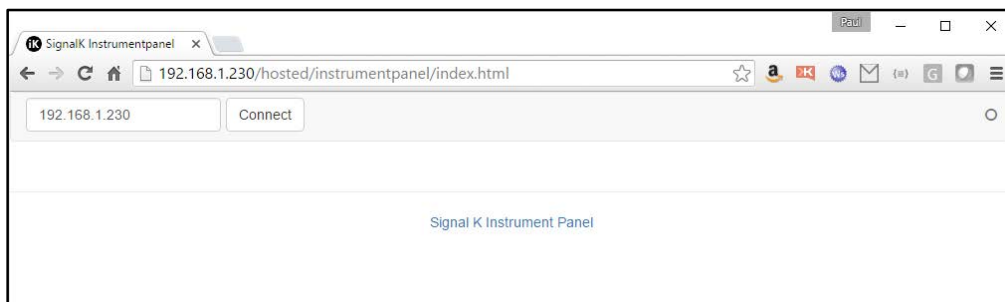 Paul
iK SignalK Instrumentpanel
192.168.1.230/hosted/instrumentpanel/index.html
192.168.1.230 Connect
Signal K Instrument Panel